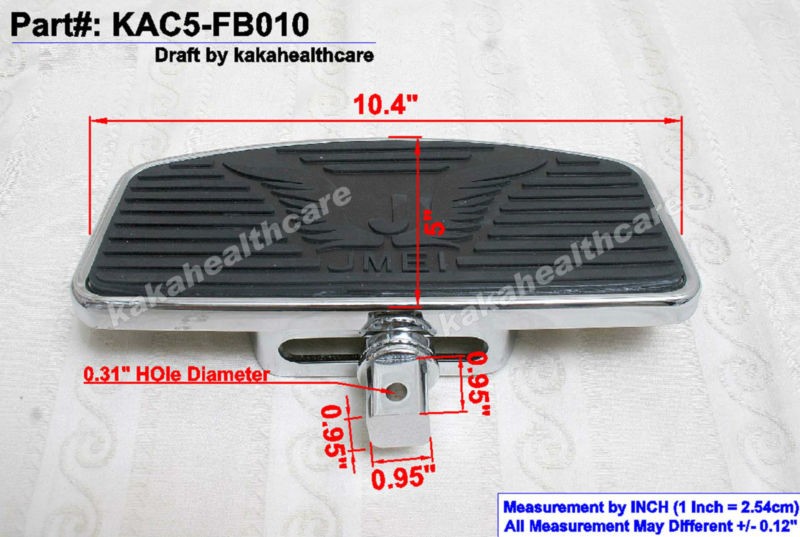 Part#: KAC5-FB010
Draft by kakahealthcare
10.4"
5"
J
JMEI
kakahealthcare
kakahealthcare
0.31" HOle Diameter
0.95"
0.95"
0.95"
Measurement by INCH (1 Inch = 2.54cm)
All Measurement May Different +/- 0.12"